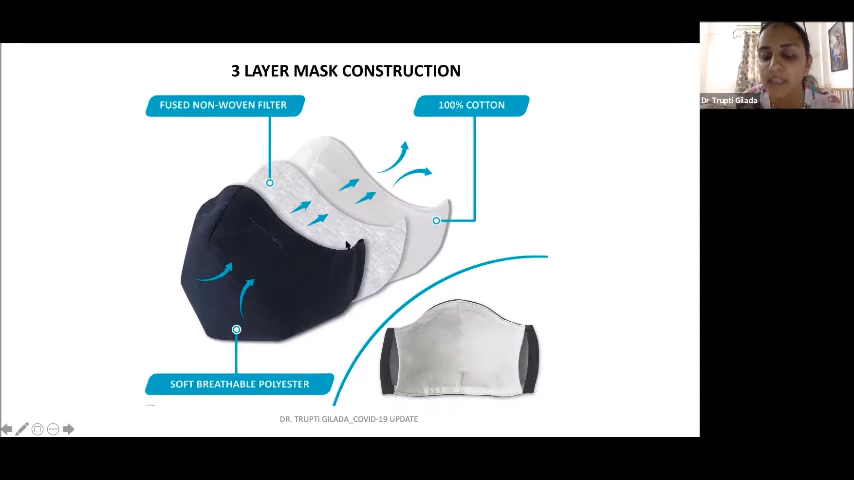 3 LAYER MASK CONSTRUCTION
FUSED NON-WOVEN FILTER
100% COTTON
Dr Trupti Gilada
SOFT BREATHABLE POLYESTER
DR. TRUPTI GILADA_COVID-19 UPDATE